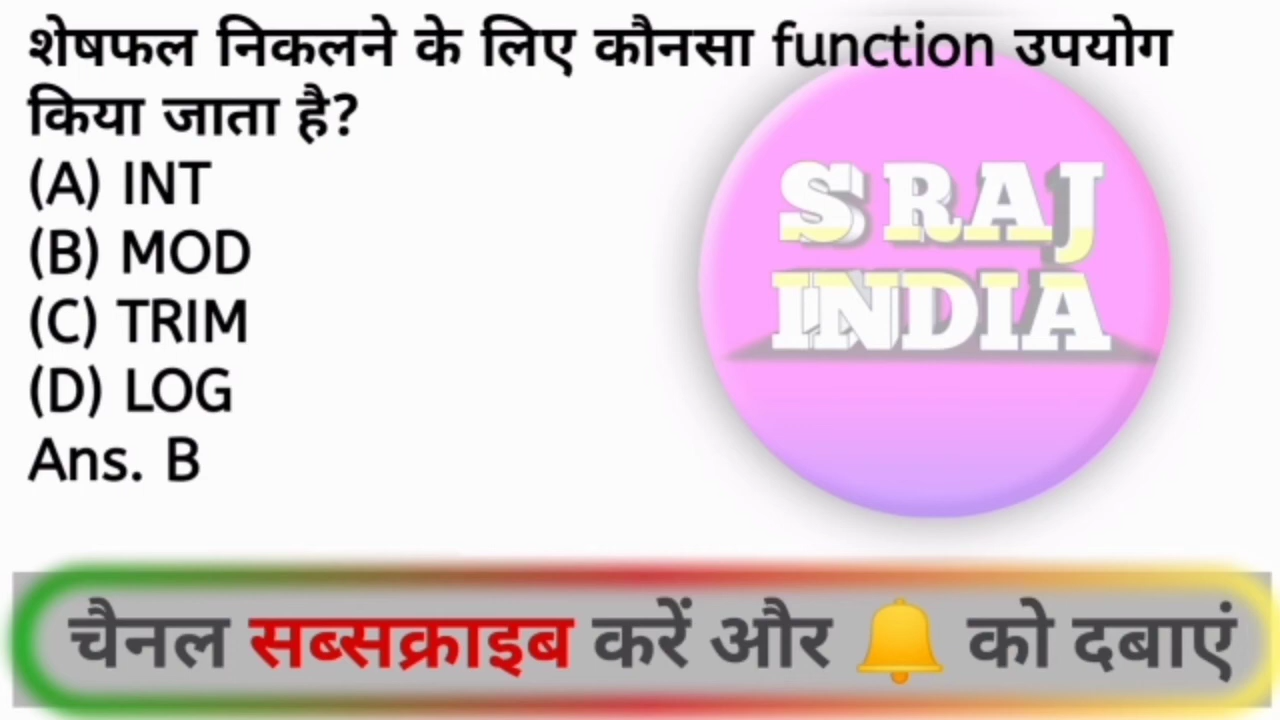 शेषफल निकलने के लिए कौनसा function उपयोग
किया जाता है?
(A) INT
(B) MOD
(C) TRIM
(D) LOG
Ans. B
S RAJ
INDIA
चैनल सब्सक्राइब करें और 🔔 को दबाएं